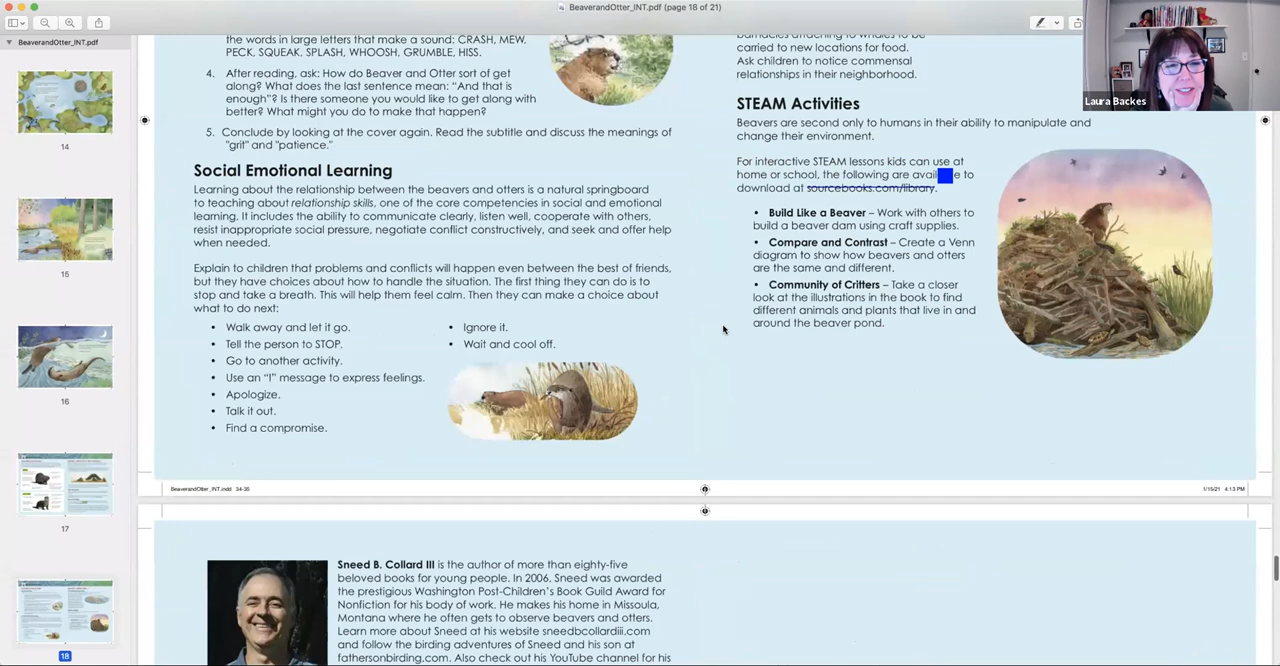 BeaverandOtter_INT.pdf (page 18 of 21)
BeaverandOtter_INT.pdf
14
15
16
17
18
the words in large letters that make a sound: CRASH, MEW,
PECK, SQUEAK. SPLASH, WHOOSH, GRUMBLE, HISS.
4. After reading, ask: How do Beaver and Otter sort of get
along? What does the last sentence mean: “And that is
enough”? Is there someone you would like to get along with
better? What might you do to make that happen?
5. Conclude by looking at the cover again. Read the subtitle and discuss the meanings of
"grit" and "patience."
Social Emotional Learning
Learning about the relationship between the beavers and otters is a natural springboard
to teaching about relationship skills, one of the core competencies in social and emotional
learning. It includes the ability to communicate clearly, listen well, cooperate with others,
resist inappropriate social pressure, negotiate conflict constructively, and seek and offer help
when needed.
Explain to children that problems and conflicts will happen even between the best of friends,
but they have choices about how to handle the situation. The first thing they can do is to
stop and take a breath. This will help them feel calm. Then they can make a choice about
what to do next:
• Walk away and let it go.
• Tell the person to STOP.
• Go to another activity.
• Use an “I” message to express feelings.
• Apologize.
• Talk it out.
• Find a compromise.
• Ignore it.
• Wait and cool off.
carried to new locations for food.
Ask children to notice commensal
relationships in their neighborhood.
STEAM Activities
Beavers are second only to humans in their ability to manipulate and
change their environment.
For interactive STEAM lessons kids can use at
home or school, the following are avail e to
download at sourcebooks.com/library.
• Build Like a Beaver – Work with others to
build a beaver dam using craft supplies.
• Compare and Contrast – Create a Venn
diagram to show how beavers and otters
are the same and different.
• Community of Critters – Take a closer
look at the illustrations in the book to find
different animals and plants that live in and
around the beaver pond.
Laura Backes
BeaverandOtter_INT.indd 34-35
1/15/21 4:13 PM
Sneed B. Collard III is the author of more than eighty-five
beloved books for young people. In 2006, Sneed was awarded
the prestigious Washington Post-Children’s Book Guild Award for
Nonfiction for his body of work. He makes his home in Missoula,
Montana where he often gets to observe beavers and otters.
Learn more about Sneed at his website sneedbcollardiii.com
and follow the birding adventures of Sneed and his son at
fathersonbirding.com. Also check out his YouTube channel for his